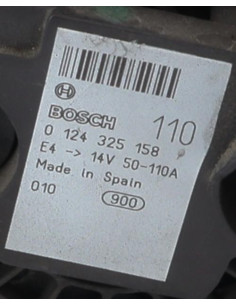 BOSCH 110
0 124 325 158
E4 -> 14V 50-110A
Made in Spain
010 900